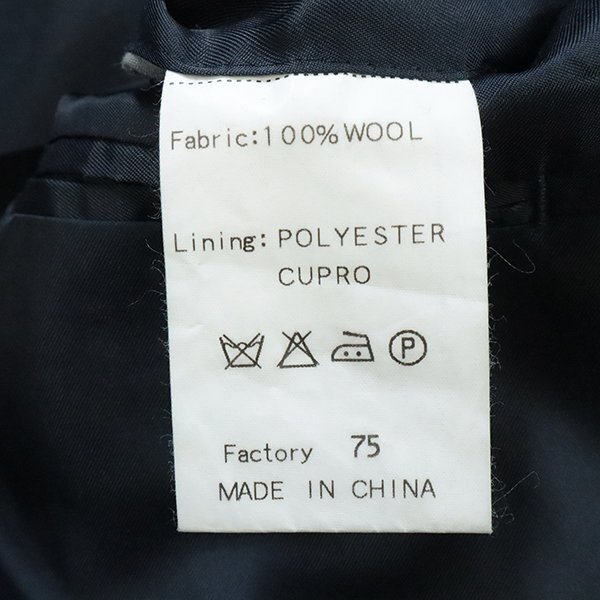 Fabric:100%WOOL
Lining: POLYESTER
CUPRO
P
Factory 75
MADE IN CHINA